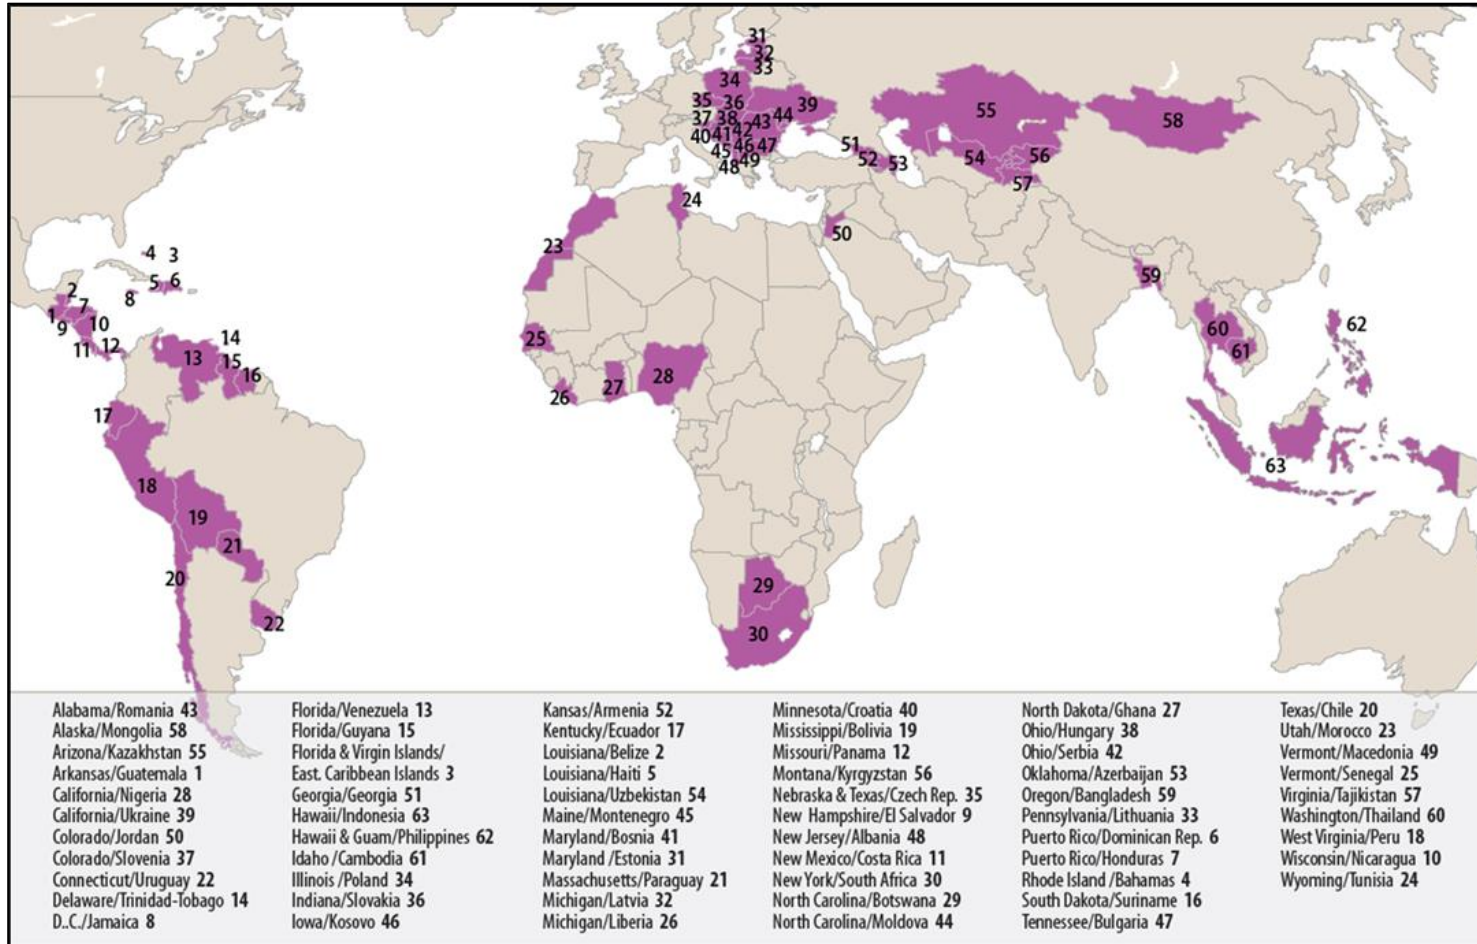 31
32
33
34
35
36
39
55
58
37
38
43
44
40
41
42
51
54
56
45
46
47
52
53
48
49
57
24
50
23
4
3
59
5
6
2
8
7
1
10
9
14
25
60
62
11
12
13
15
61
16
28
26
27
17
63
18
19
21
20
29
22
30
Alabama/Romania 43
Alaska/Mongolia 58
Arizona/Kazakhstan 55
Arkansas/Guatemala 1
California/Nigeria 28
California/Ukraine 39
Colorado/Jordan 50
Colorado/Slovenia 37
Connecticut/Uruguay 22
Delaware/Trinidad-Tobago 14
D..C./Jamaica 8
Florida/Venezuela 13
Florida/Guyana 15
Florida & Virgin Islands/
East. Caribbean Islands 3
Georgia/Georgia 51
Hawaii/Indonesia 63
Hawaii & Guam/Philippines 62
Idaho /Cambodia 61
Illinois /Poland 34
Indiana/Slovakia 36
Iowa/Kosovo 46
Kansas/Armenia 52
Kentucky/Ecuador 17
Louisiana/Belize 2
Louisiana/Haiti 5
Louisiana/Uzbekistan 54
Maine/Montenegro 45
Maryland/Bosnia 41
Maryland /Estonia 31
Massachusetts/Paraguay 21
Michigan/Latvia 32
Michigan/Liberia 26
Minnesota/Croatia 40
Mississippi/Bolivia 19
Missouri/Panama 12
Montana/Kyrgyzstan 56
Nebraska & Texas/Czech Rep. 35
New Hampshire/El Salvador 9
New Jersey/Albania 48
New Mexico/Costa Rica 11
New York/South Africa 30
North Carolina/Botswana 29
North Carolina/Moldova 44
North Dakota/Ghana 27
Ohio/Hungary 38
Ohio/Serbia 42
Oklahoma/Azerbaijan 53
Oregon/Bangladesh 59
Pennsylvania/Lithuania 33
Puerto Rico/Dominican Rep. 6
Puerto Rico/Honduras 7
Rhode Island /Bahamas 4
South Dakota/Suriname 16
Tennessee/Bulgaria 47
Texas/Chile 20
Utah/Morocco 23
Vermont/Macedonia 49
Vermont/Senegal 25
Virginia/Tajikistan 57
Washington/Thailand 60
West Virginia/Peru 18
Wisconsin/Nicaragua 10
Wyoming/Tunisia 24